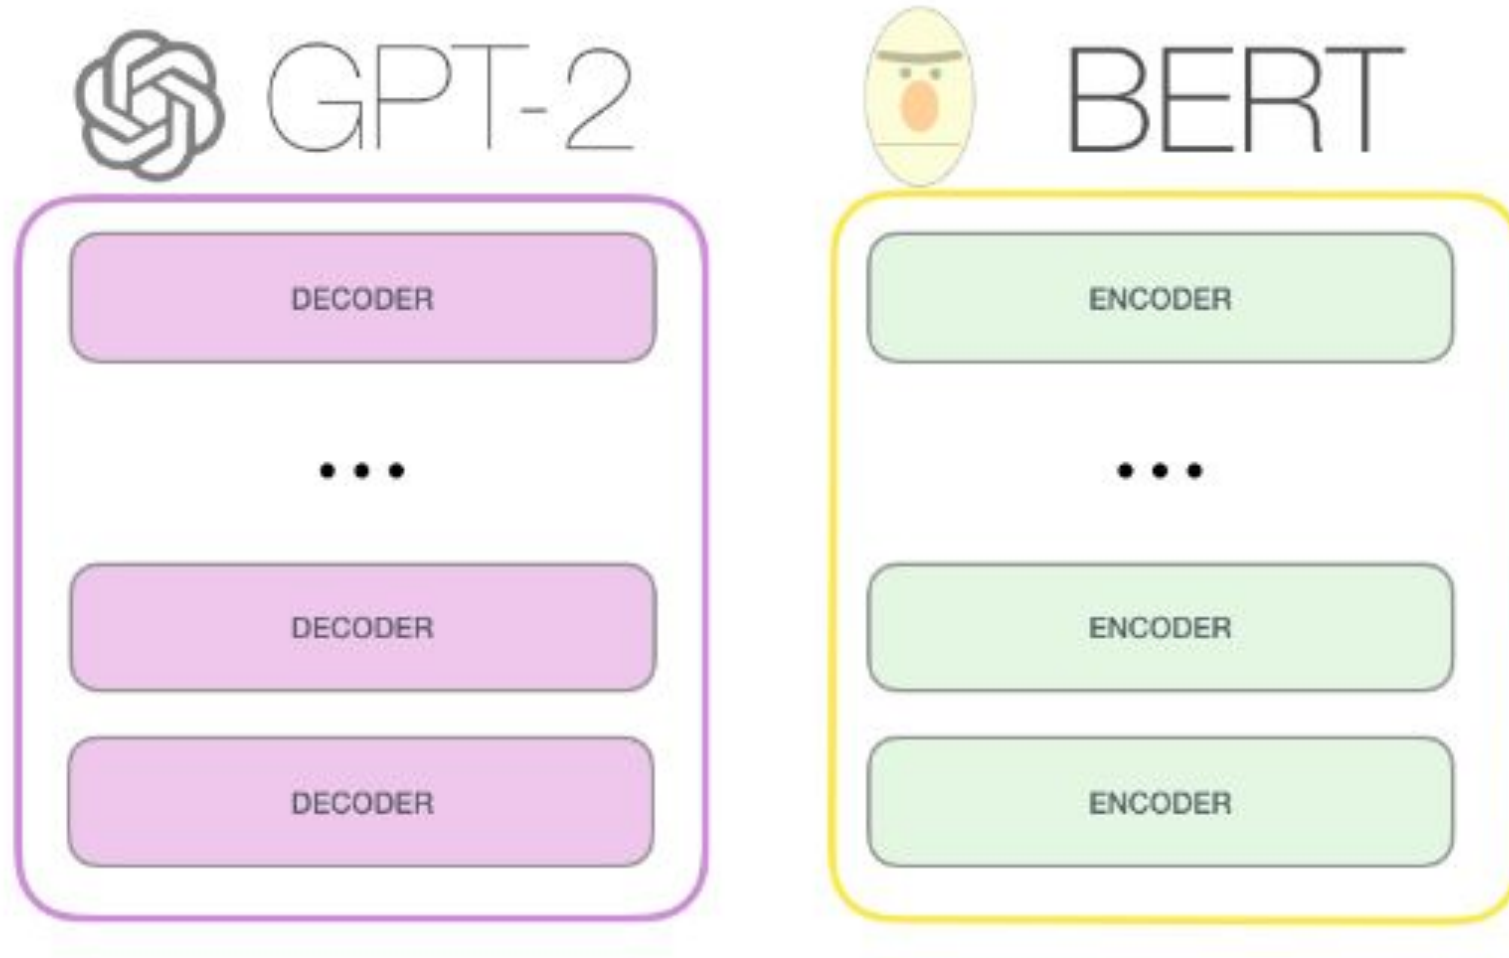 GPT-2
DECODER
...
DECODER
DECODER
BERT
ENCODER
...
ENCODER
ENCODER